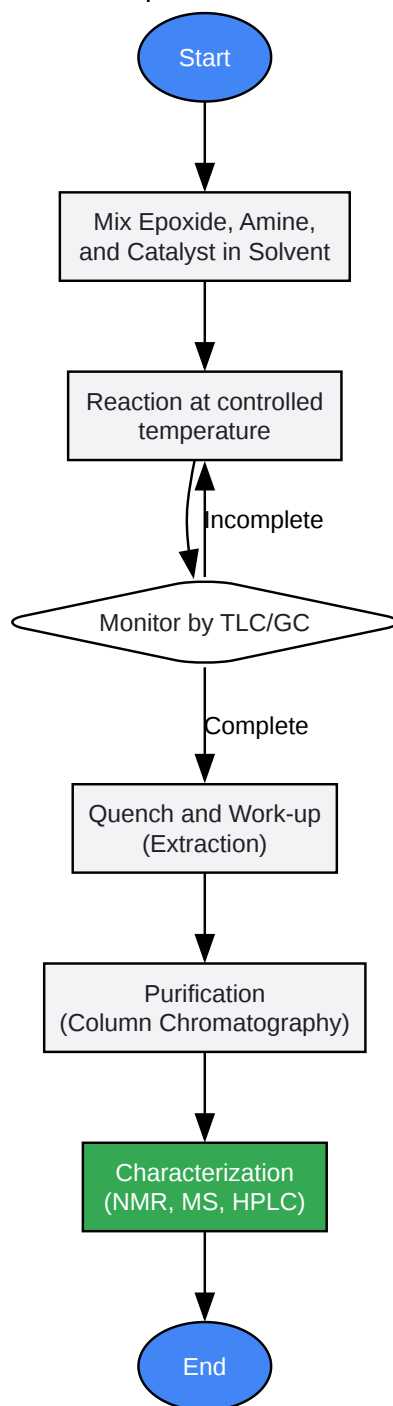 Start
Mix Epoxide, Amine,
and Catalyst in Solvent
Reaction at controlled
temperature
Incomplete
Monitor by TLC/GC
Complete
Quench and Work-up
(Extraction)
Purification
(Column Chromatography)
Characterization
(NMR, MS, HPLC)
End